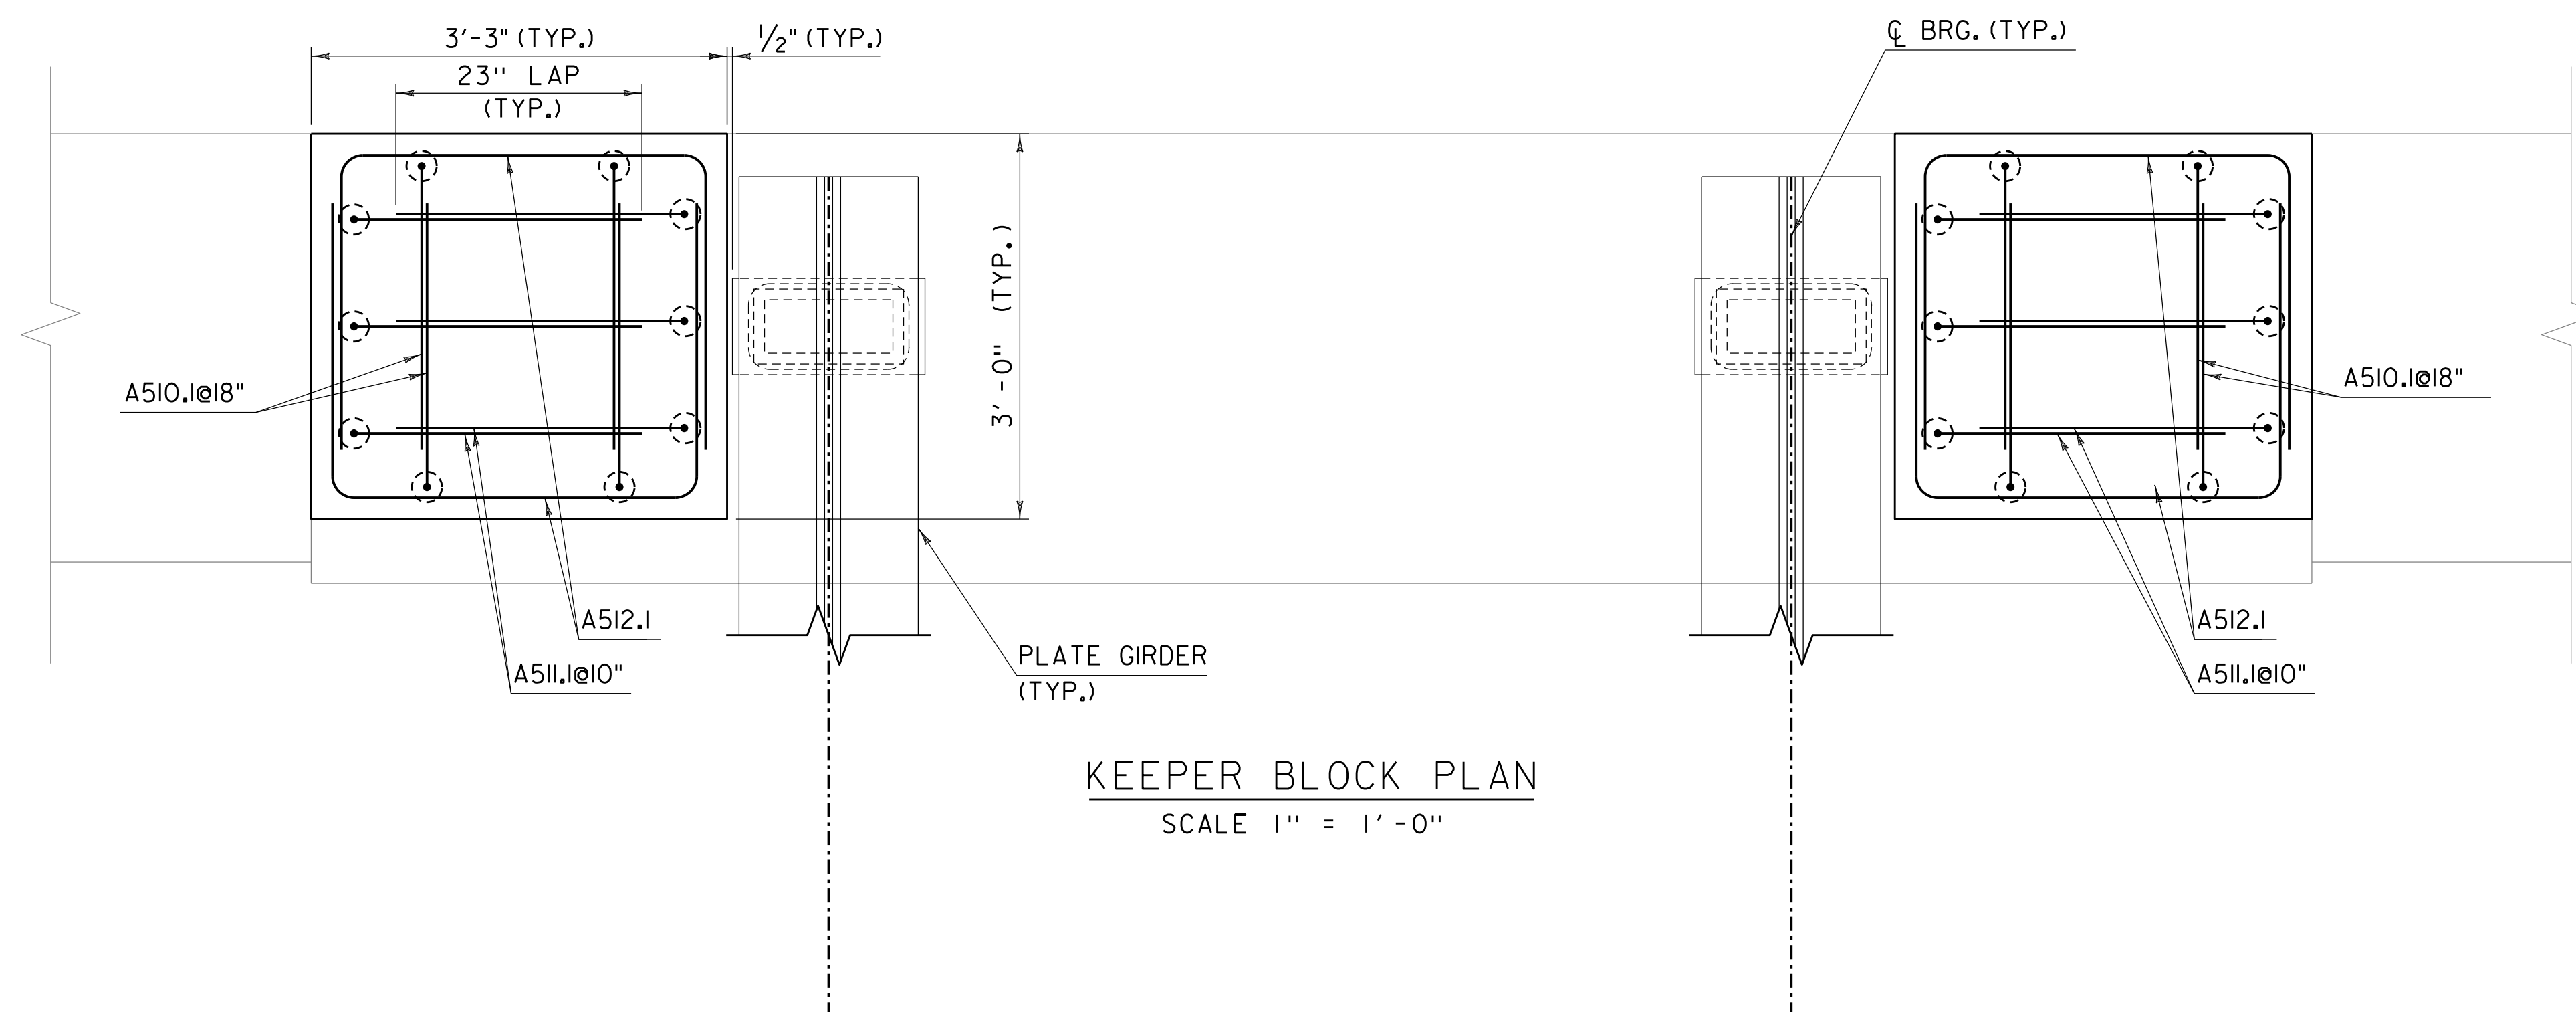 3'-3" (TYP.)
1/2" (TYP.)
℄ BRG. (TYP.)
23" LAP
(TYP.)
3'-0" (TYP.)
A510.1@18"
A510.1@18"
A512.1
A511.1@10"
PLATE GIRDER
(TYP.)
A512.1
A511.1@10"
KEEPER BLOCK PLAN
SCALE 1" = 1'-0"